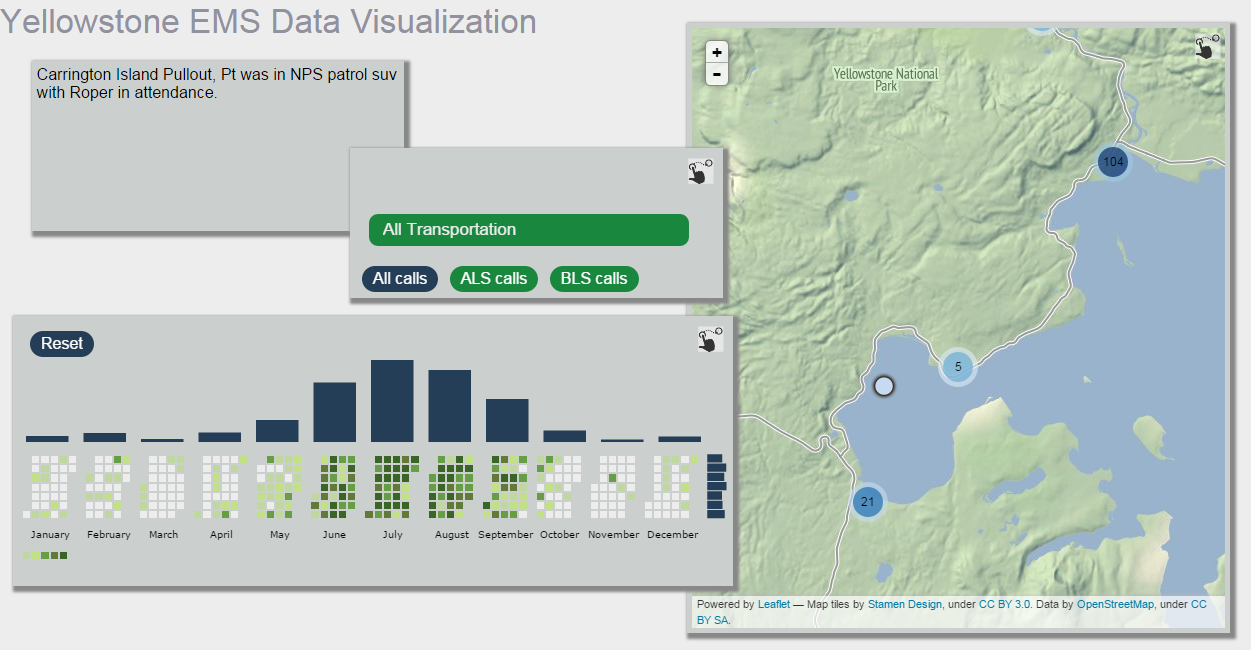 Yellowstone EMS Data Visualization
Carrington Island Pullout, Pt was in NPS patrol suv
with Roper in attendance.
All Transportation
All calls ALS calls BLS calls
Reset
January February March April May June July August September October November December
+
-
Yellowstone National
Park
104
5
21
Powered by Leaflet — Map tiles by Stamen Design, under CC BY 3.0. Data by OpenStreetMap, under CC
BY SA.